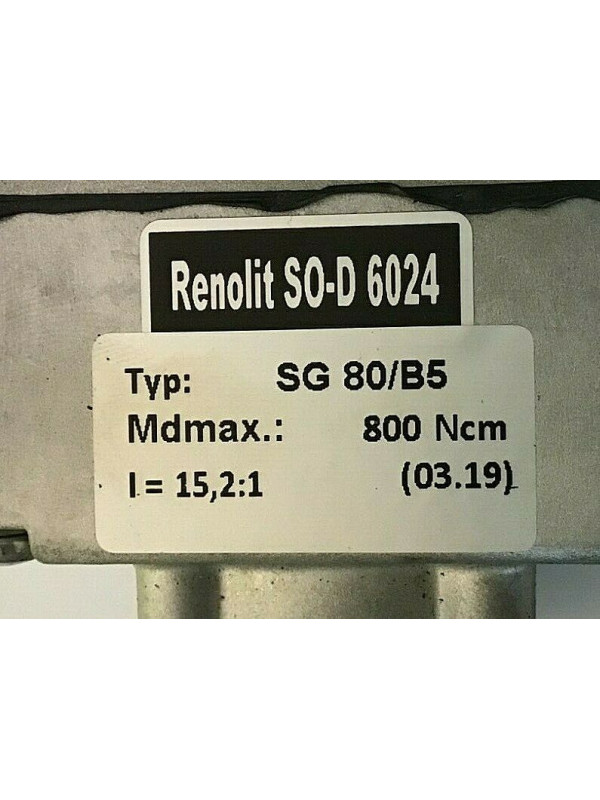 Renolit SO-D 6024
Typ: SG 80/B5
Mdmax.: 800 Ncm
I = 15,2:1 (03.19)